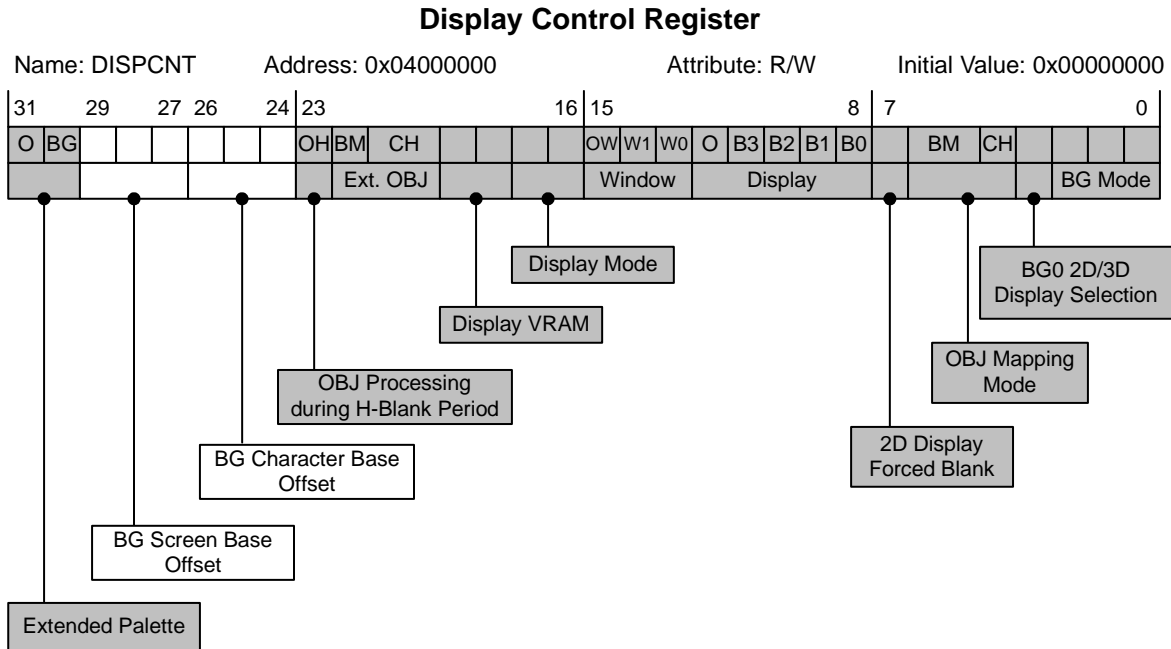 Display Control Register
Name: DISPCNT Address: 0x04000000 Attribute: R/W Initial Value: 0x00000000
31 29 27 26 24 23 16 15 8 7 0
O BG OH BM CH OW W1 W0 O B3 B2 B1 B0 BM CH
Ext. OBJ Window Display BG Mode
Display Mode
BG0 2D/3D
Display Selection
Display VRAM
OBJ Mapping
Mode
OBJ Processing
during H-Blank Period
2D Display
Forced Blank
BG Character Base
Offset
BG Screen Base
Offset
Extended Palette